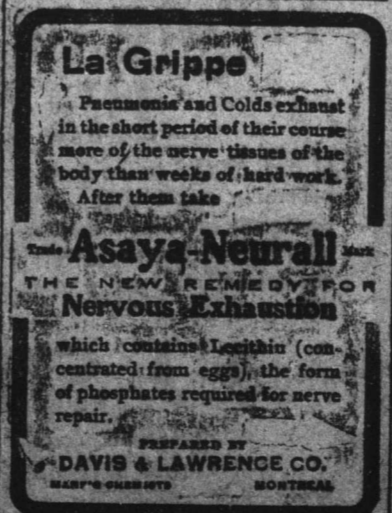 La Grippe
Pneumonia and Colds exhaust
in the short period of their course
more of the nerve tissues of the
body than weeks of hard work.
After them take
Trade Asaya-Neurall Mark
THE NEW REMEDY FOR
Nervous Exhaustion
which contains Lecithin (con-
centrated from eggs), the form
of phosphates required for nerve
repair.
PREPARED BY
DAVIS & LAWRENCE CO.
MANF'G CHEMISTS MONTREAL